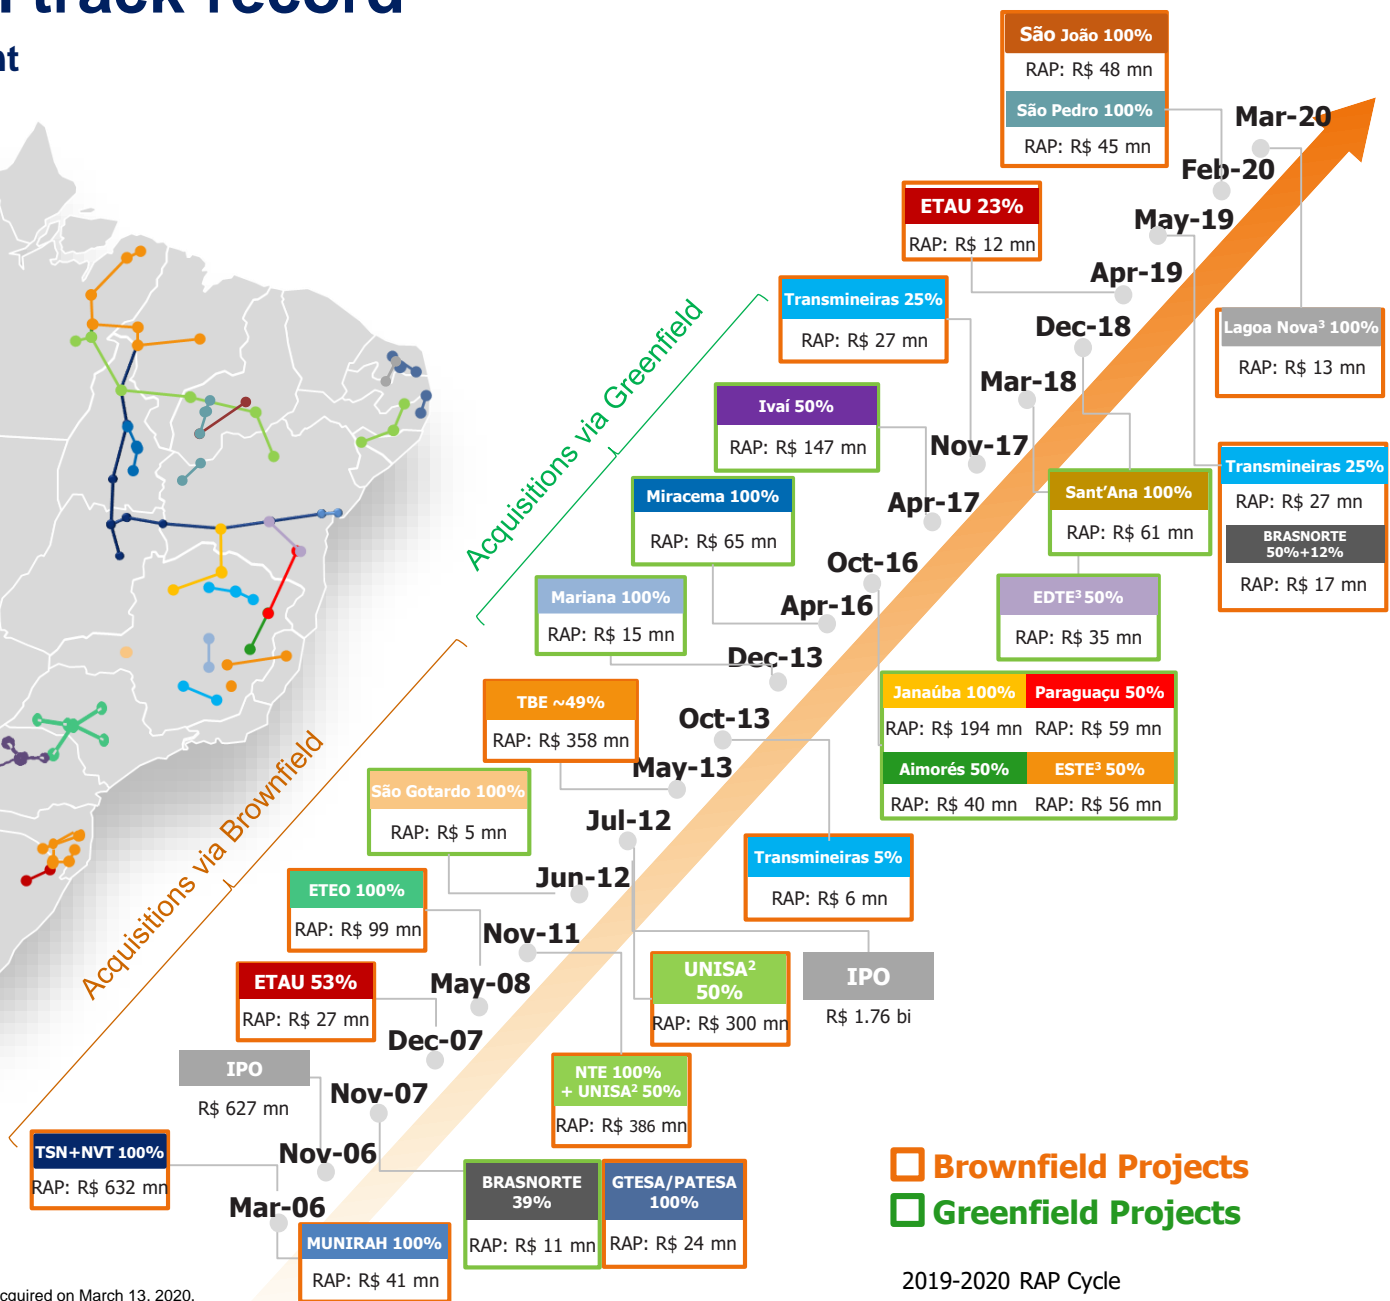 track record
nt
São João 100%
RAP: R$ 48 mn
São Pedro 100%
RAP: R$ 45 mn
Mar-20
Feb-20
ETAU 23%
RAP: R$ 12 mn
May-19
Apr-19
Transmineiras 25%
RAP: R$ 27 mn
Dec-18
Lagoa Nova³ 100%
RAP: R$ 13 mn
Mar-18
Ivaí 50%
RAP: R$ 147 mn
Nov-17
Transmineiras 25%
RAP: R$ 27 mn
BRASNORTE
50%+12%
RAP: R$ 17 mn
Miracema 100%
RAP: R$ 65 mn
Apr-17
Sant’Ana 100%
RAP: R$ 61 mn
Oct-16
EDTE³ 50%
RAP: R$ 35 mn
Mariana 100%
RAP: R$ 15 mn
Apr-16
Dec-13
Acquisitions via Greenfield
TBE ~49%
RAP: R$ 358 mn
Oct-13
Janaúba 100%
Paraguaçu 50%
RAP: R$ 194 mn
RAP: R$ 59 mn
Aimorés 50%
ESTE³ 50%
RAP: R$ 40 mn
RAP: R$ 56 mn
May-13
São Gotardo 100%
RAP: R$ 5 mn
Jul-12
Transmineiras 5%
RAP: R$ 6 mn
Acquisitions via Brownfield
Jun-12
ETEO 100%
RAP: R$ 99 mn
Nov-11
UNISA²
50%
RAP: R$ 300 mn
IPO
R$ 1.76 bi
ETAU 53%
RAP: R$ 27 mn
May-08
Dec-07
NTE 100%
+ UNISA² 50%
RAP: R$ 386 mn
IPO
R$ 627 mn
Nov-07
TSN+NVT 100%
RAP: R$ 632 mn
Nov-06
Mar-06
BRASNORTE
39%
RAP: R$ 11 mn
GTESA/PATESA
100%
RAP: R$ 24 mn
MUNIRAH 100%
RAP: R$ 41 mn
Brownfield Projects
Greenfield Projects
2019-2020 RAP Cycle
cquired on March 13, 2020.